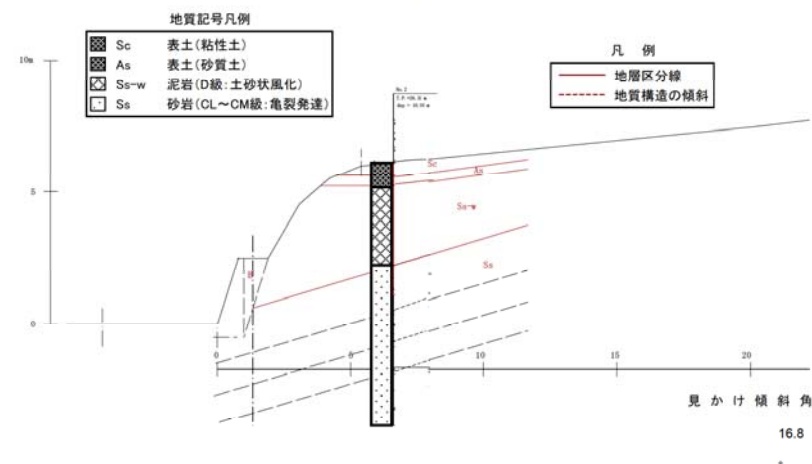 地質記号凡例
Sc 表土(粘性土)
As 表土(砂質土)
Ss-w 泥岩(D級:土砂状風化)
Ss 砂岩(CL〜CM級:亀裂発達)
凡 例
地層区分線
地質構造の傾斜
10m
No.2
Sc
As
5
Ss-w
Ss
B
0
0 5 10 15 20
見かけ傾斜角
16.8
°